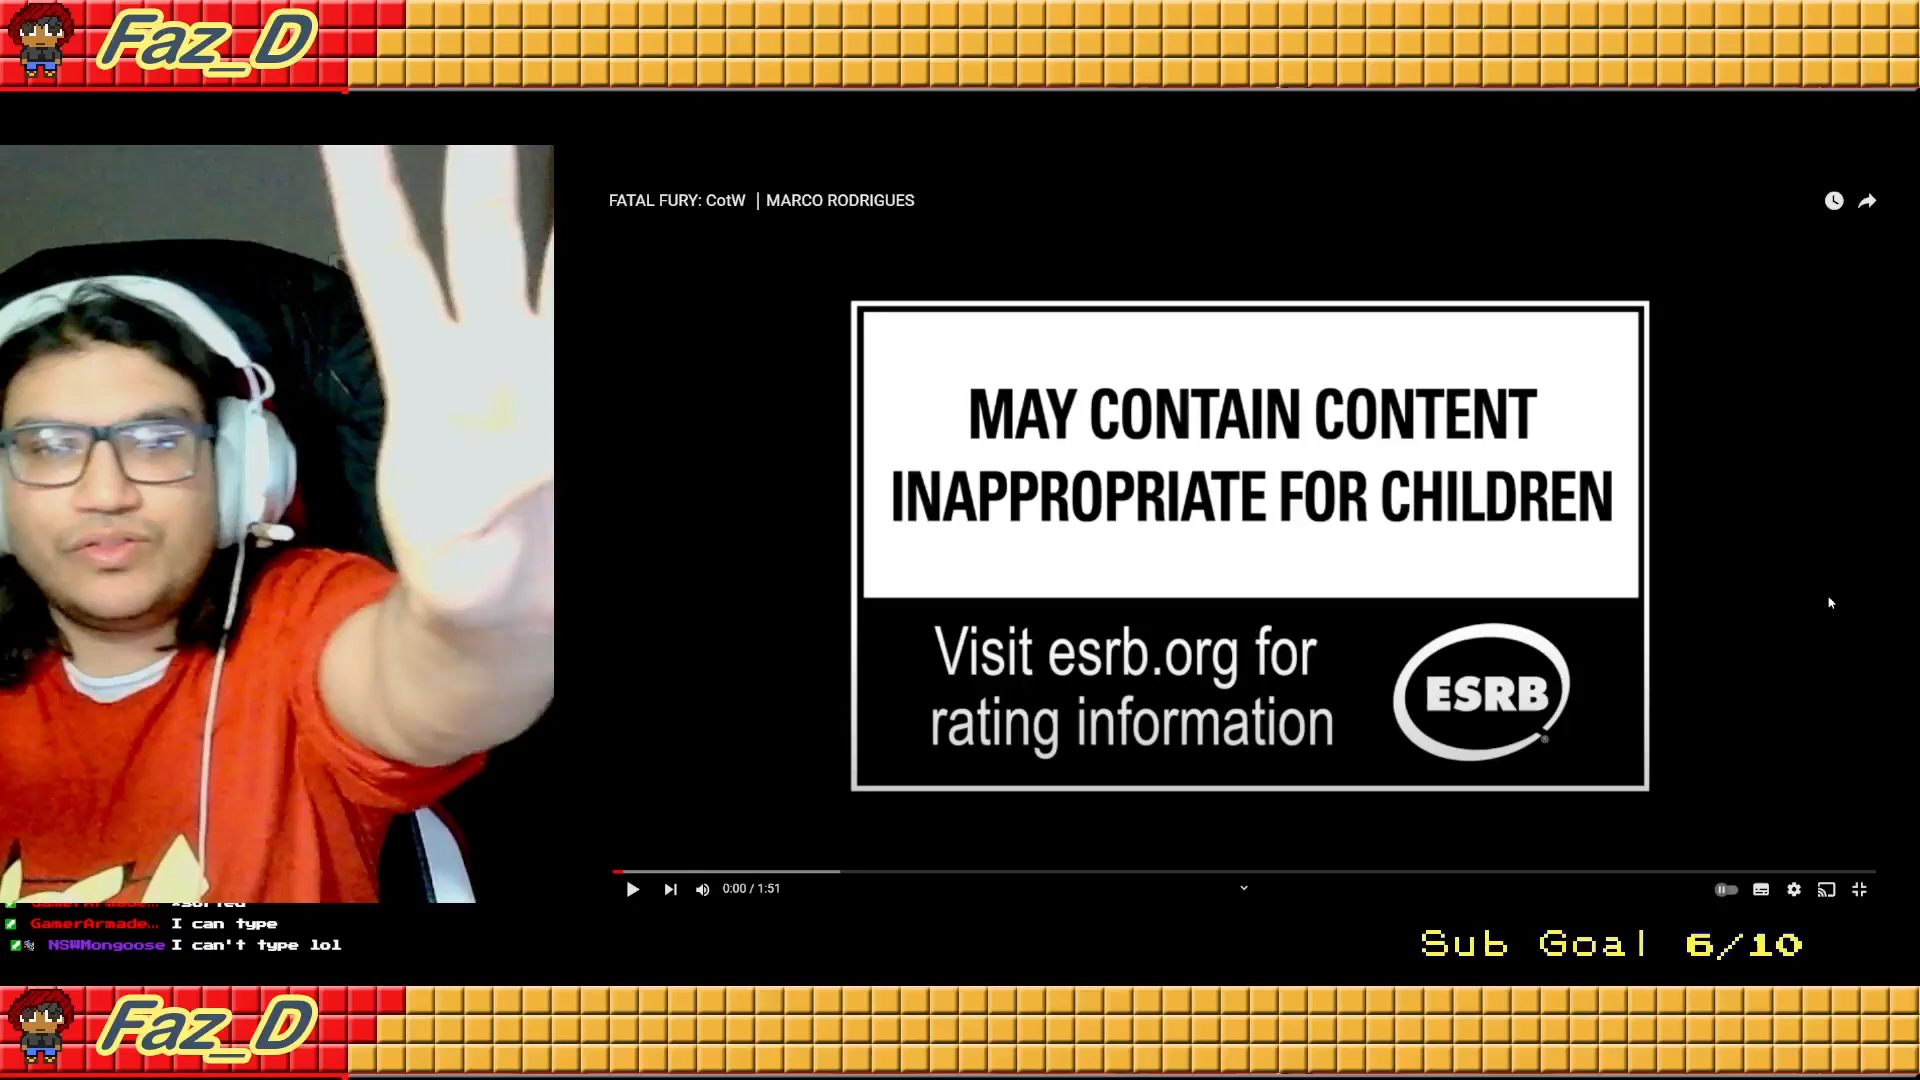 Faz_D
FATAL FURY: CotW | MARCO RODRIGUES
MAY CONTAIN CONTENT
INAPPROPRIATE FOR CHILDREN
Visit esrb.org for
rating information
ESRB
®
0:00 / 1:51
GamerArmade... I can type
NSWMongoose I can't type lol
Sub Goal 6/10
Faz_D